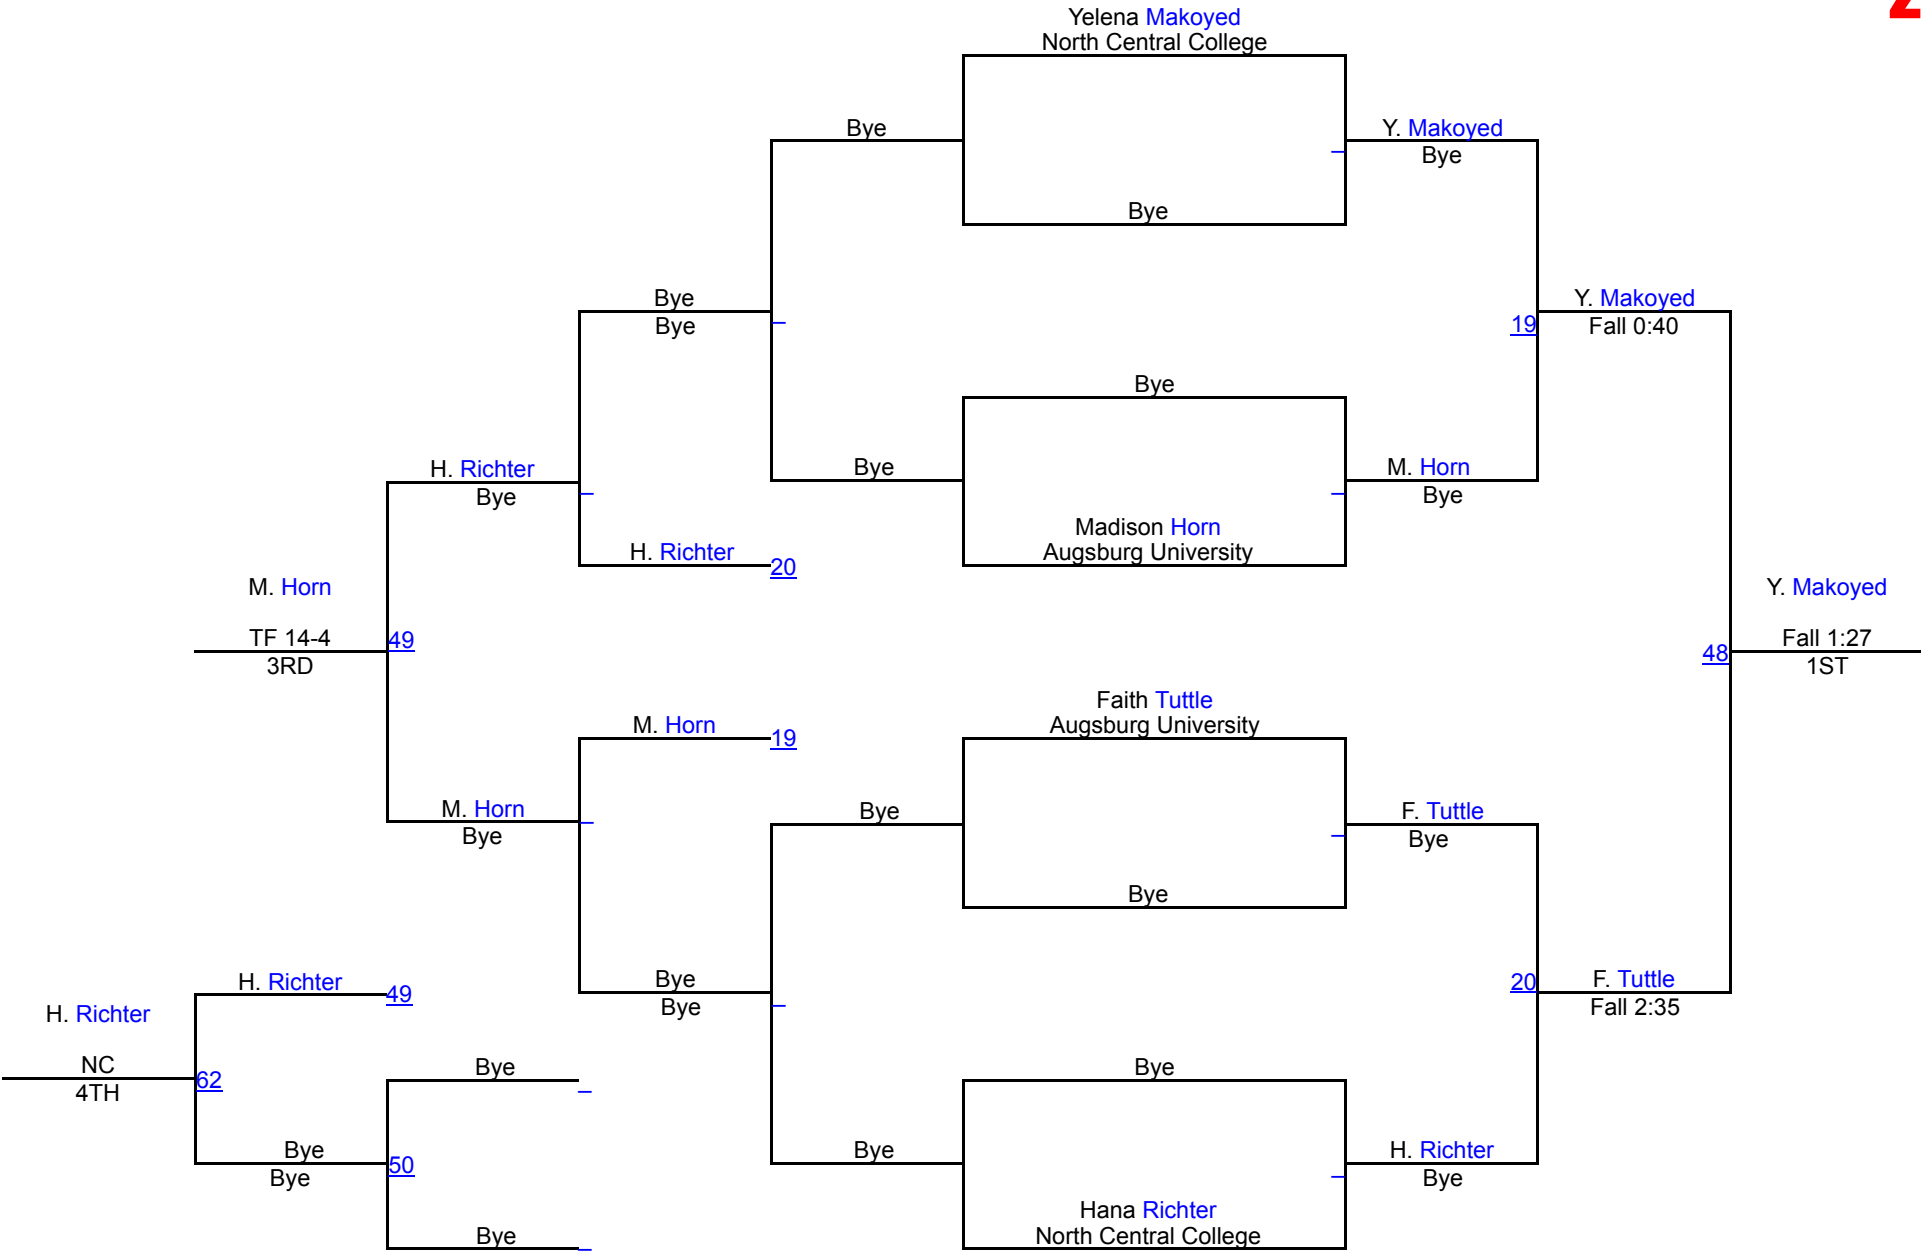 Yelena Makoyed
North Central College
Bye
Y. Makoyed
Bye
Bye
Bye
Bye
19
Y. Makoyed
Fall 0:40
Bye
H. Richter
Bye
Bye
M. Horn
Bye
Madison Horn
Augsburg University
H. Richter
20
M. Horn
TF 14-4
3RD
49
Y. Makoyed
Fall 1:27
1ST
48
Faith Tuttle
Augsburg University
M. Horn
19
M. Horn
Bye
Bye
F. Tuttle
Bye
Bye
H. Richter
49
Bye
Bye
20
F. Tuttle
Fall 2:35
H. Richter
NC
4TH
62
Bye
Bye
Bye
Bye
50
Bye
H. Richter
Bye
Hana Richter
North Central College
Bye